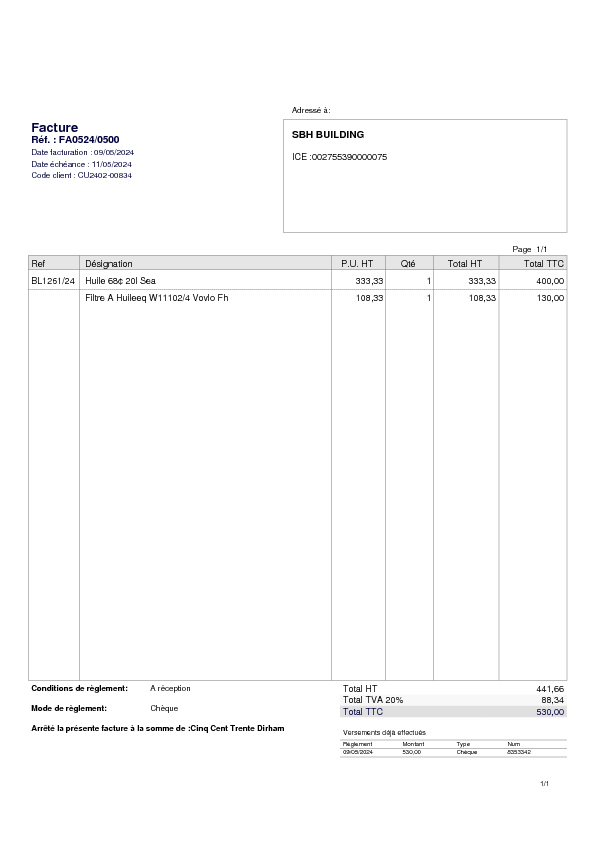 Adressé à:
Facture
Réf. : FA0524/0500
Date facturation : 09/05/2024
Date échéance : 11/05/2024
Code client : CU2402-00834
SBH BUILDING
ICE :002755390000075
Page 1/1
Ref Désignation P.U. HT Qté Total HT Total TTC
BL1261/24 Huile 68¢ 20l Sea 333,33 1 333,33 400,00
Filtre A Huileeq W11102/4 Vovlo Fh 108,33 1 108,33 130,00
Conditions de règlement: A réception
Mode de règlement: Chèque
Arrêté la présente facture à la somme de :Cinq Cent Trente Dirham
Total HT 441,66
Total TVA 20% 88,34
Total TTC 530,00
Versements déjà effectués
Règlement Montant Type Num
09/05/2024 530,00 Chèque 8353342
1/1